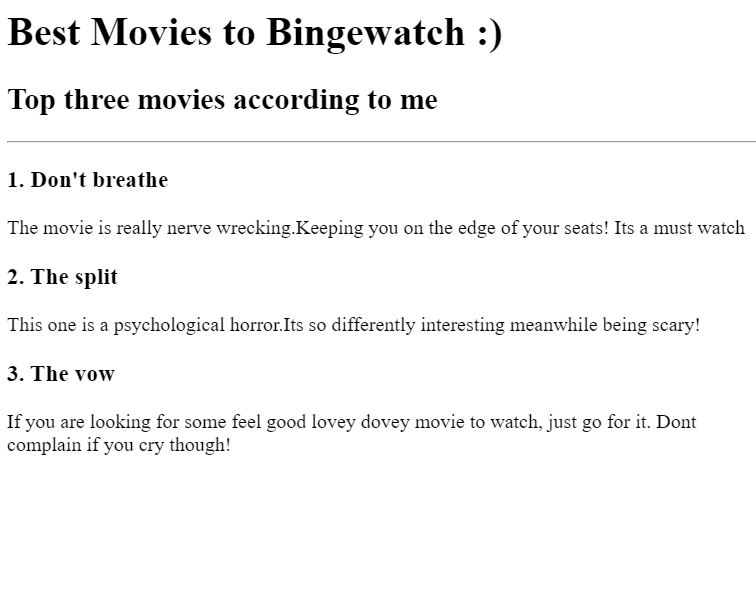 Best Movies to Bingewatch :)
Top three movies according to me
1. Don't breathe
The movie is really nerve wrecking.Keeping you on the edge of your seats! Its a must watch
2. The split
This one is a psychological horror.Its so differently interesting meanwhile being scary!
3. The vow
If you are looking for some feel good lovey dovey movie to watch, just go for it. Dont
complain if you cry though!